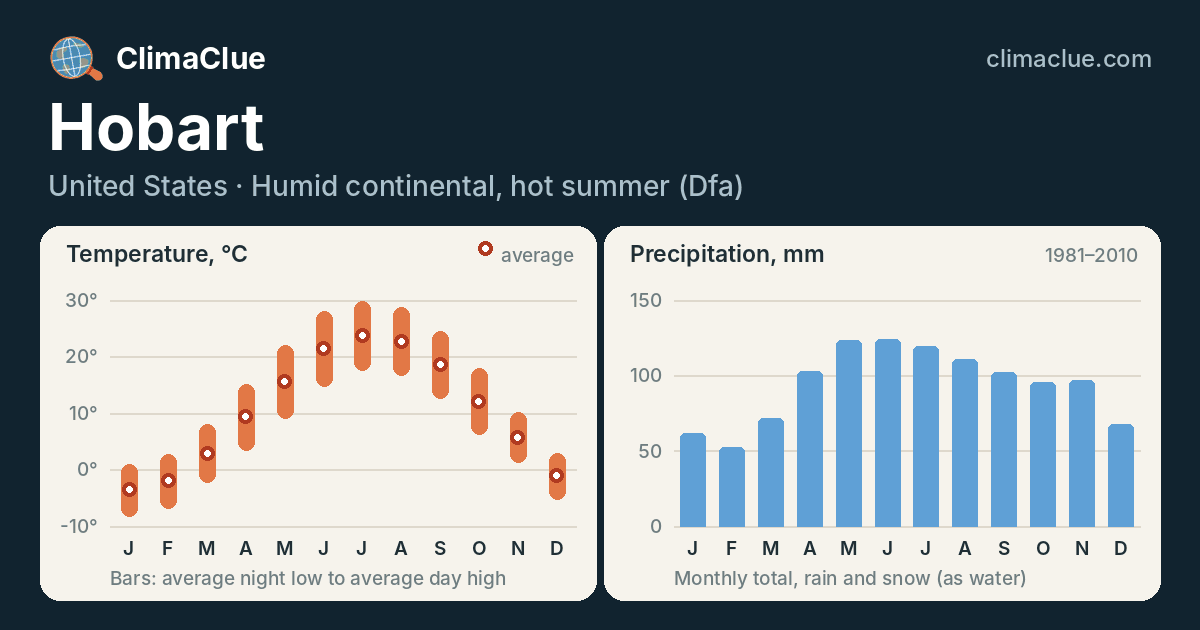 ClimaClue
climaclue.com
Hobart
United States · Humid continental, hot summer (Dfa)
Temperature, °C
average
30°
20°
10°
0°
-10°
J F M A M J J A S O N D
Bars: average night low to average day high
Precipitation, mm
1981–2010
150
100
50
0
J F M A M J J A S O N D
Monthly total, rain and snow (as water)